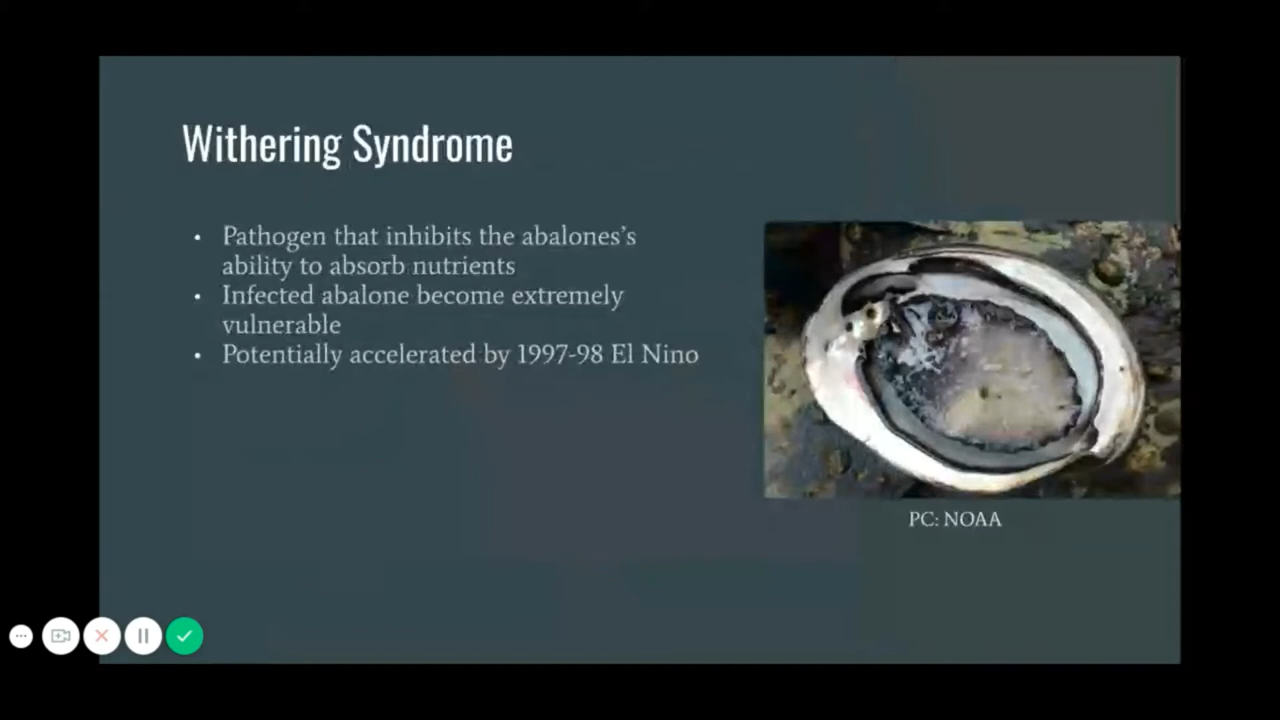 Withering Syndrome
• Pathogen that inhibits the abalones's
ability to absorb nutrients
• Infected abalone become extremely
vulnerable
• Potentially accelerated by 1997-98 El Nino
PC: NOAA